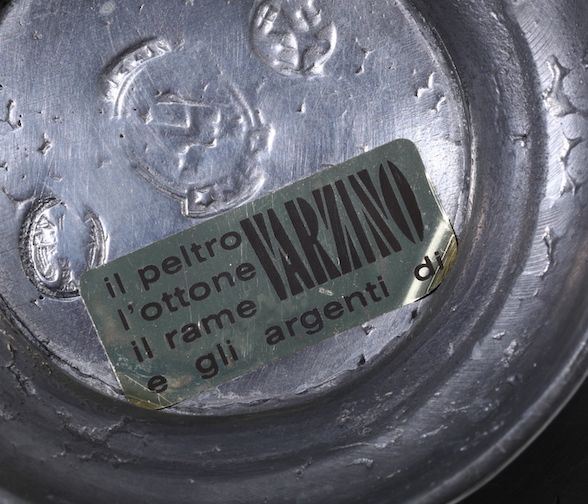 il peltro
l'ottone
il rame
e gli argenti di
VARZINO